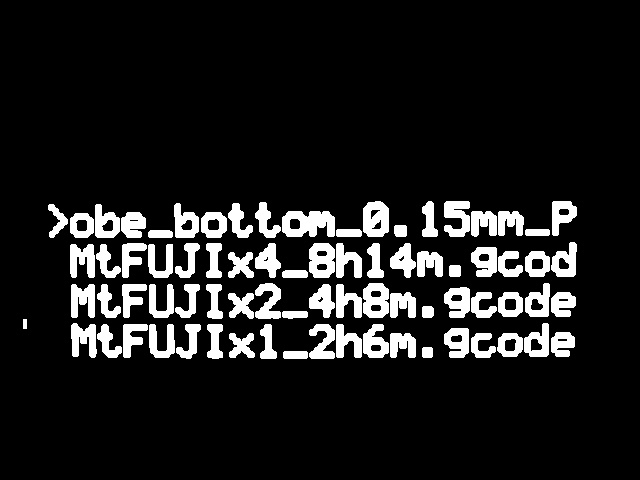 >obe_bottom_0.15mm_P
MtFUJIx4_8h14m.gcod
MtFUJIx2_4h8m.gcode
MtFUJIx1_2h6m.gcode